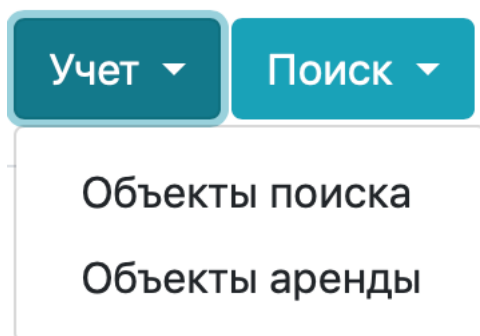 Учет Поиск
Объекты поиска
Объекты аренды